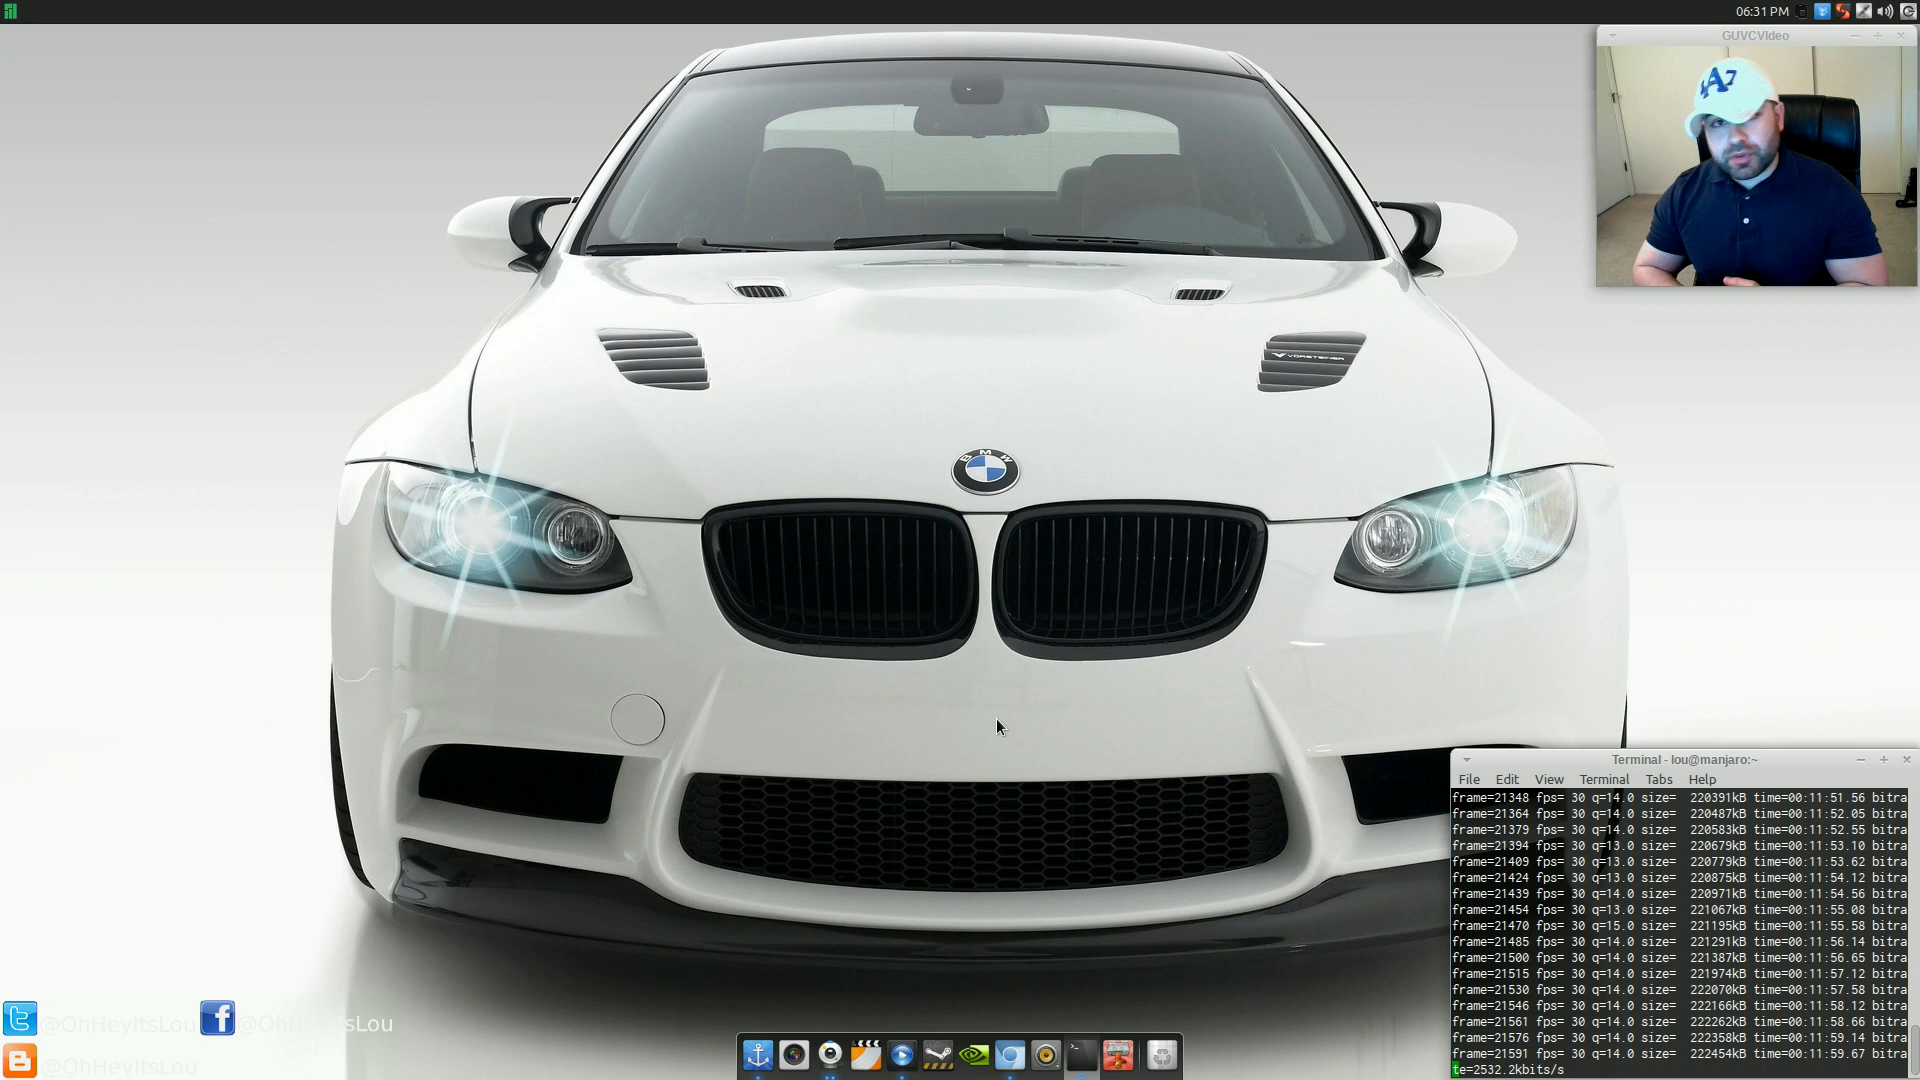 06:31 PM
GUVCVIdeo
A7
VORSTEINER
BMW
Terminal - lou@manjaro:~
File Edit View Terminal Tabs Help
frame=21348 fps= 30 q=14.0 size=  220391kB time=00:11:51.56 bitra
frame=21364 fps= 30 q=14.0 size=  220487kB time=00:11:52.05 bitra
frame=21379 fps= 30 q=14.0 size=  220583kB time=00:11:52.55 bitra
frame=21394 fps= 30 q=13.0 size=  220679kB time=00:11:53.10 bitra
frame=21409 fps= 30 q=13.0 size=  220779kB time=00:11:53.62 bitra
frame=21424 fps= 30 q=13.0 size=  220875kB time=00:11:54.12 bitra
frame=21439 fps= 30 q=14.0 size=  220971kB time=00:11:54.56 bitra
frame=21454 fps= 30 q=13.0 size=  221067kB time=00:11:55.08 bitra
frame=21470 fps= 30 q=15.0 size=  221195kB time=00:11:55.58 bitra
frame=21485 fps= 30 q=14.0 size=  221291kB time=00:11:56.14 bitra
frame=21500 fps= 30 q=14.0 size=  221387kB time=00:11:56.65 bitra
frame=21515 fps= 30 q=14.0 size=  221974kB time=00:11:57.12 bitra
frame=21530 fps= 30 q=14.0 size=  222070kB time=00:11:57.58 bitra
frame=21546 fps= 30 q=14.0 size=  222166kB time=00:11:58.12 bitra
frame=21561 fps= 30 q=14.0 size=  222262kB time=00:11:58.66 bitra
frame=21576 fps= 30 q=14.0 size=  222358kB time=00:11:59.14 bitra
frame=21591 fps= 30 q=14.0 size=  222454kB time=00:11:59.67 bitra
te=2532.2kbits/s
@OhHeyItsLou
@OhHeyItsLou
@OhHeyItsLou